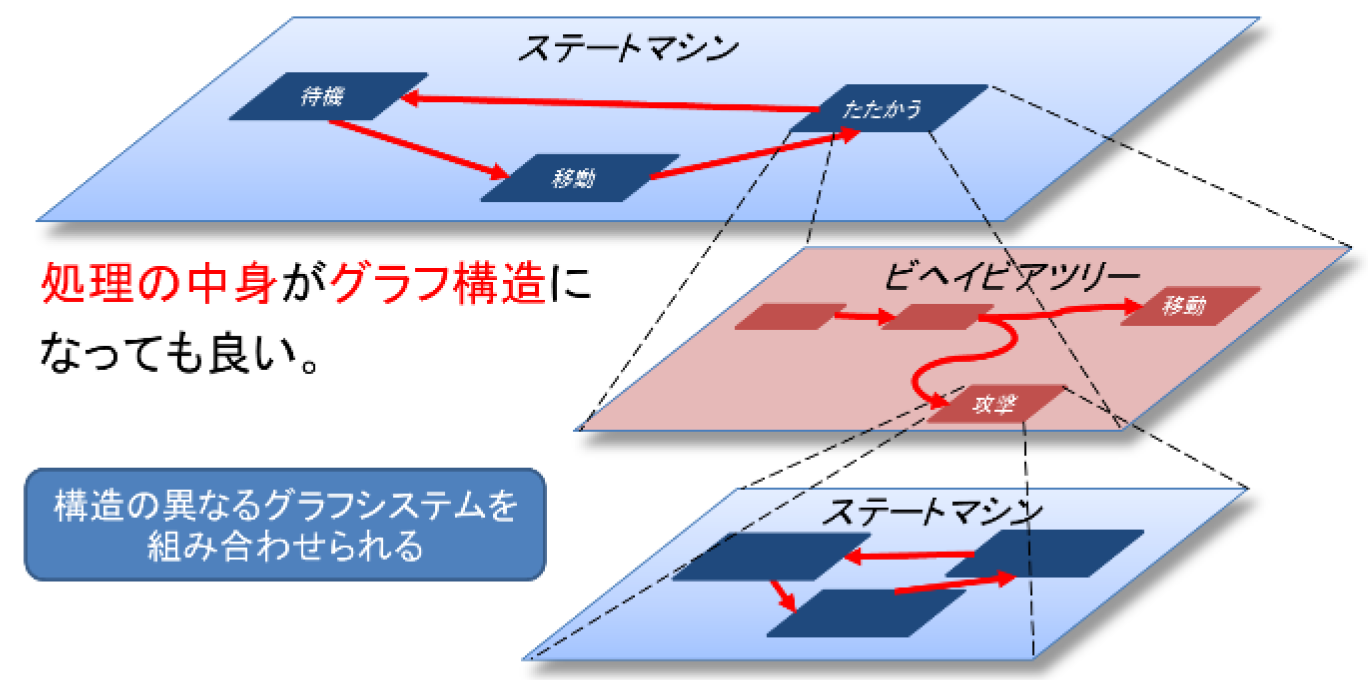 ステートマシン
待機
たたかう
移動
処理の中身がグラフ構造に
なっても良い。
ビヘイビアツリー
移動
攻撃
構造の異なるグラフシステムを
組み合わせられる
ステートマシン